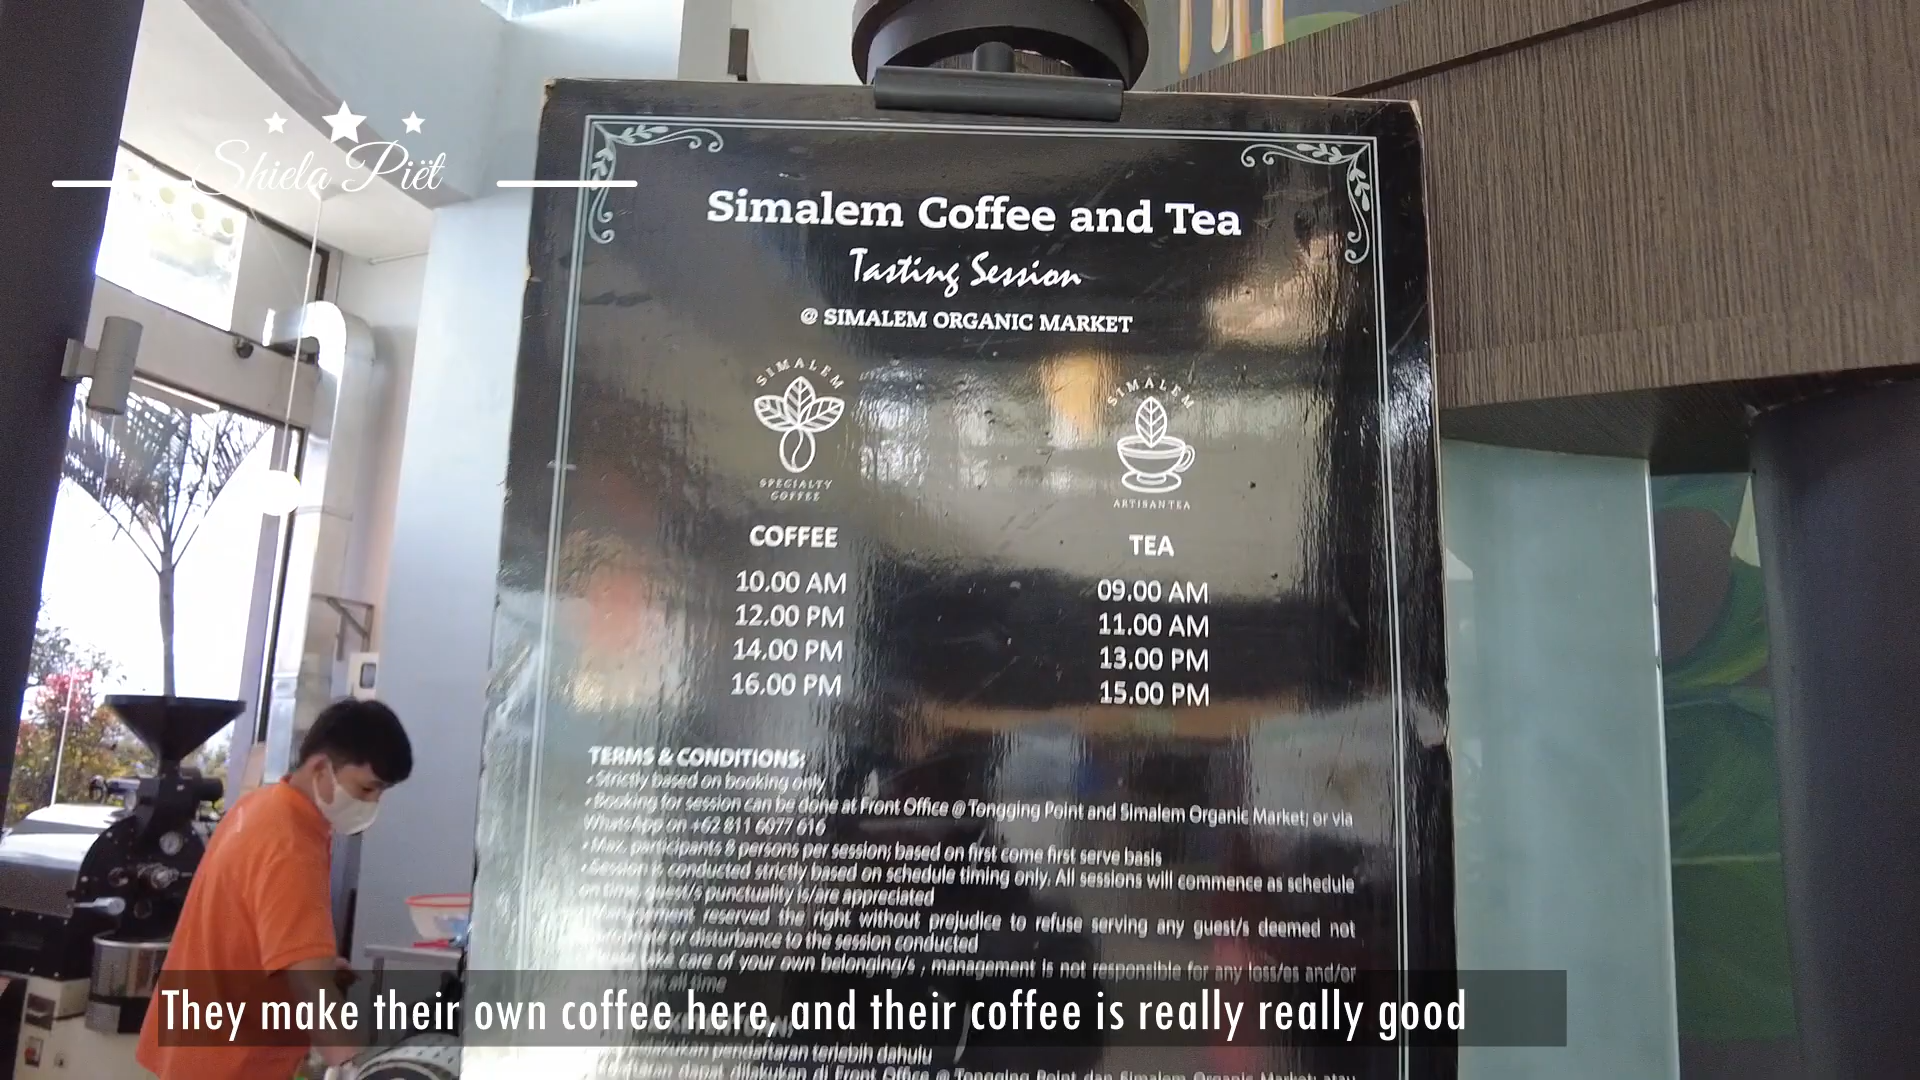 Shiela Piët
Simalem Coffee and Tea
Tasting Session
@ SIMALEM ORGANIC MARKET
SIMALEM
SPECIALTY
COFFEE
COFFEE
10.00 AM
12.00 PM
14.00 PM
16.00 PM
SIMALEM
ARTISAN TEA
TEA
09.00 AM
11.00 AM
13.00 PM
15.00 PM
TERMS & CONDITIONS:
• Strictly based on booking only
• Booking for session can be done at Front Office @ Tongging Point and Simalem Organic Market; or via
WhatsApp on +62 811 6077 616
• Max. participants 8 persons per session; based on first come first serve basis
• Session is conducted strictly based on schedule timing only. All sessions will commence as schedule
on time, guest/s punctuality is/are appreciated
Management reserved the right without prejudice to refuse serving any guest/s deemed not
or disturbance to the session conducted
take care of your own belonging/s , management is not responsible for any loss/es and/or
at all time
They make their own coffee here, and their coffee is really really good
pendaftaran terlebih dahulu
dapat dilakukan di Front Office @ Tongging Point dan Simalem Organic Market; atau